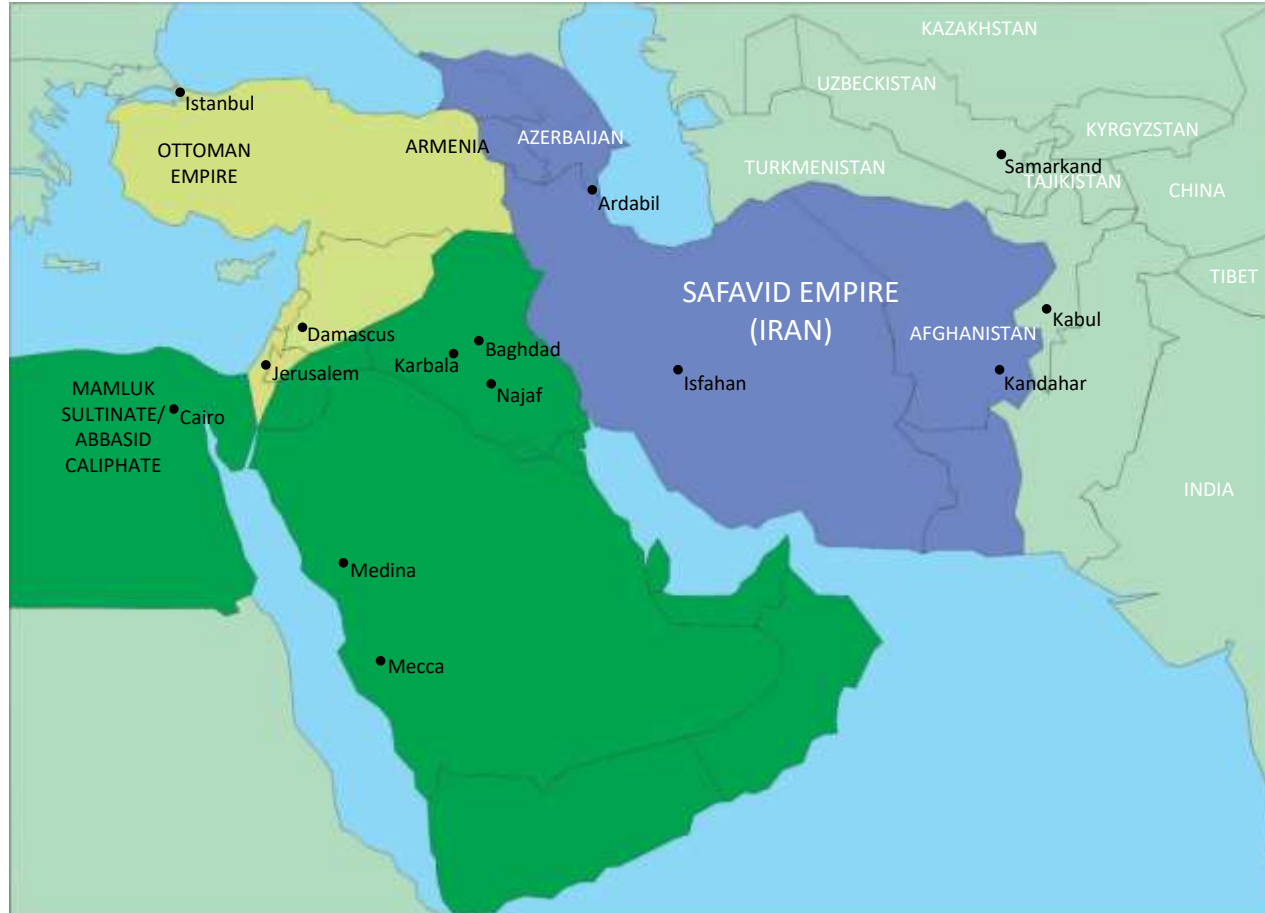 KAZAKHSTAN
UZBECKISTAN
Istanbul
KYRGYZSTAN
AZERBAIJAN
ARMENIA
OTTOMAN
EMPIRE
TURKMENISTAN
Samarkand
TAJIKISTAN
CHINA
Ardabil
TIBET
SAFAVID EMPIRE
(IRAN)
Kabul
AFGHANISTAN
Damascus
Baghdad
Karbala
Jerusalem
Isfahan
Kandahar
Najaf
MAMLUK
SULTINATE/
ABBASID
CALIPHATE
Cairo
INDIA
Medina
Mecca